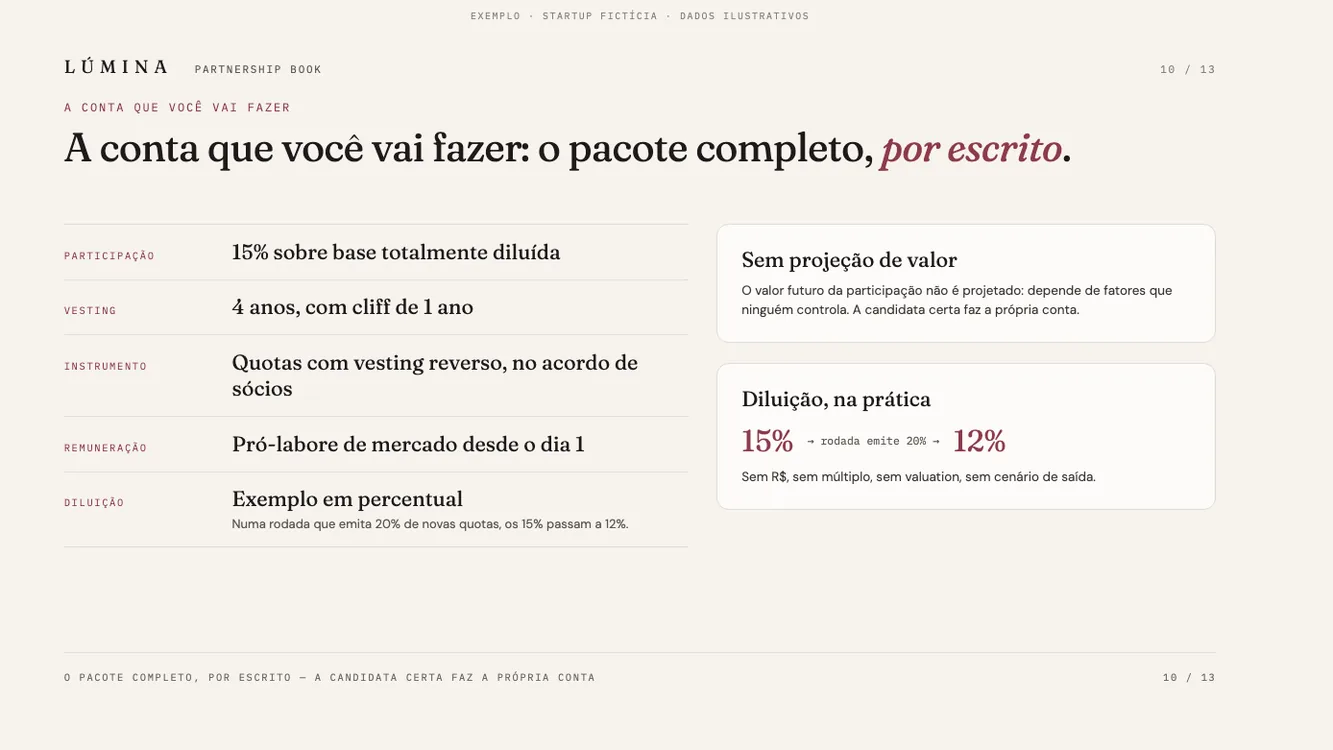 EXEMPLO · STARTUP FICTÍCIA · DADOS ILUSTRATIVOS
LÚMINA PARTNERSHIP BOOK 10 / 13
A CONTA QUE VOCÊ VAI FAZER
A conta que você vai fazer: o pacote completo, por escrito.
PARTICIPAÇÃO 15% sobre base totalmente diluída
VESTING 4 anos, com cliff de 1 ano
INSTRUMENTO Quotas com vesting reverso, no acordo de
sócios
REMUNERAÇÃO Pró-labore de mercado desde o dia 1
DILUIÇÃO Exemplo em percentual
Numa rodada que emita 20% de novas quotas, os 15% passam a 12%.
Sem projeção de valor
O valor futuro da participação não é projetado: depende de fatores que
ninguém controla. A candidata certa faz a própria conta.
Diluição, na prática
15% → rodada emite 20% → 12%
Sem R$, sem múltiplo, sem valuation, sem cenário de saída.
O PACOTE COMPLETO, POR ESCRITO — A CANDIDATA CERTA FAZ A PRÓPRIA CONTA 10 / 13